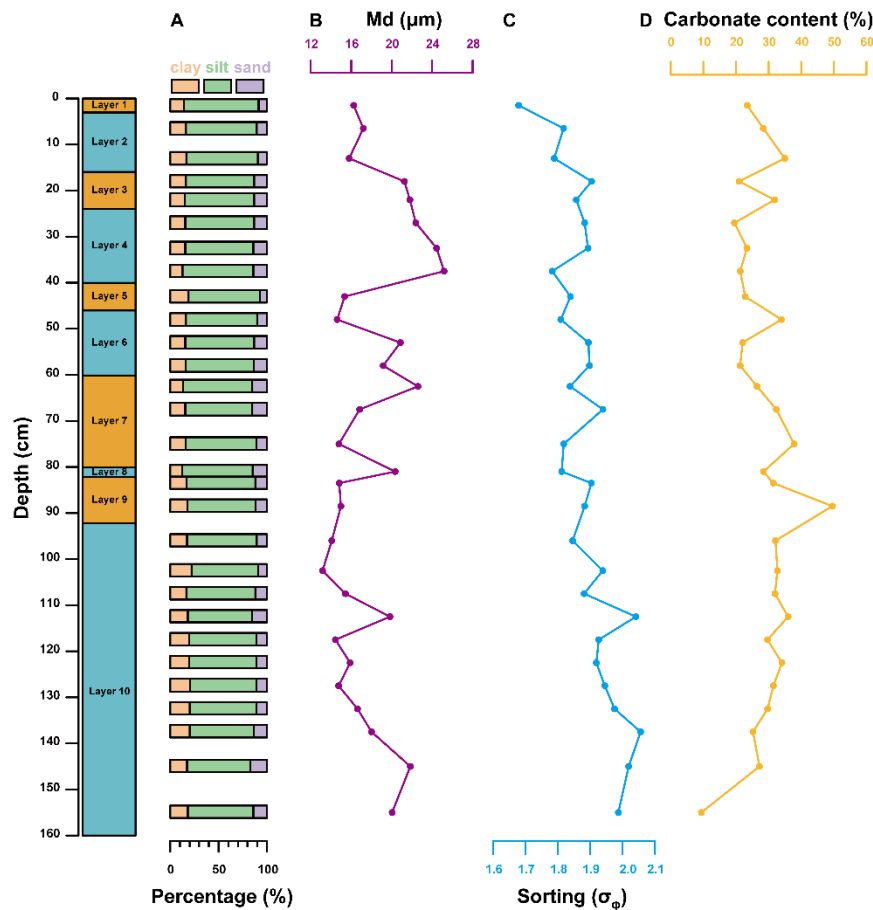 A
B Md (µm)
C
D Carbonate content (%)
12 16 20 24 28
0 10 20 30 40 50 60
clay silt sand
Depth (cm)
0
10
20
30
40
50
60
70
80
90
100
110
120
130
140
150
160
Layer 1
Layer 2
Layer 3
Layer 4
Layer 5
Layer 6
Layer 7
Layer 8
Layer 9
Layer 10
0 100
Percentage (%)
1.6 1.7 1.8 1.9 2.0 2.1
Sorting (σφ)